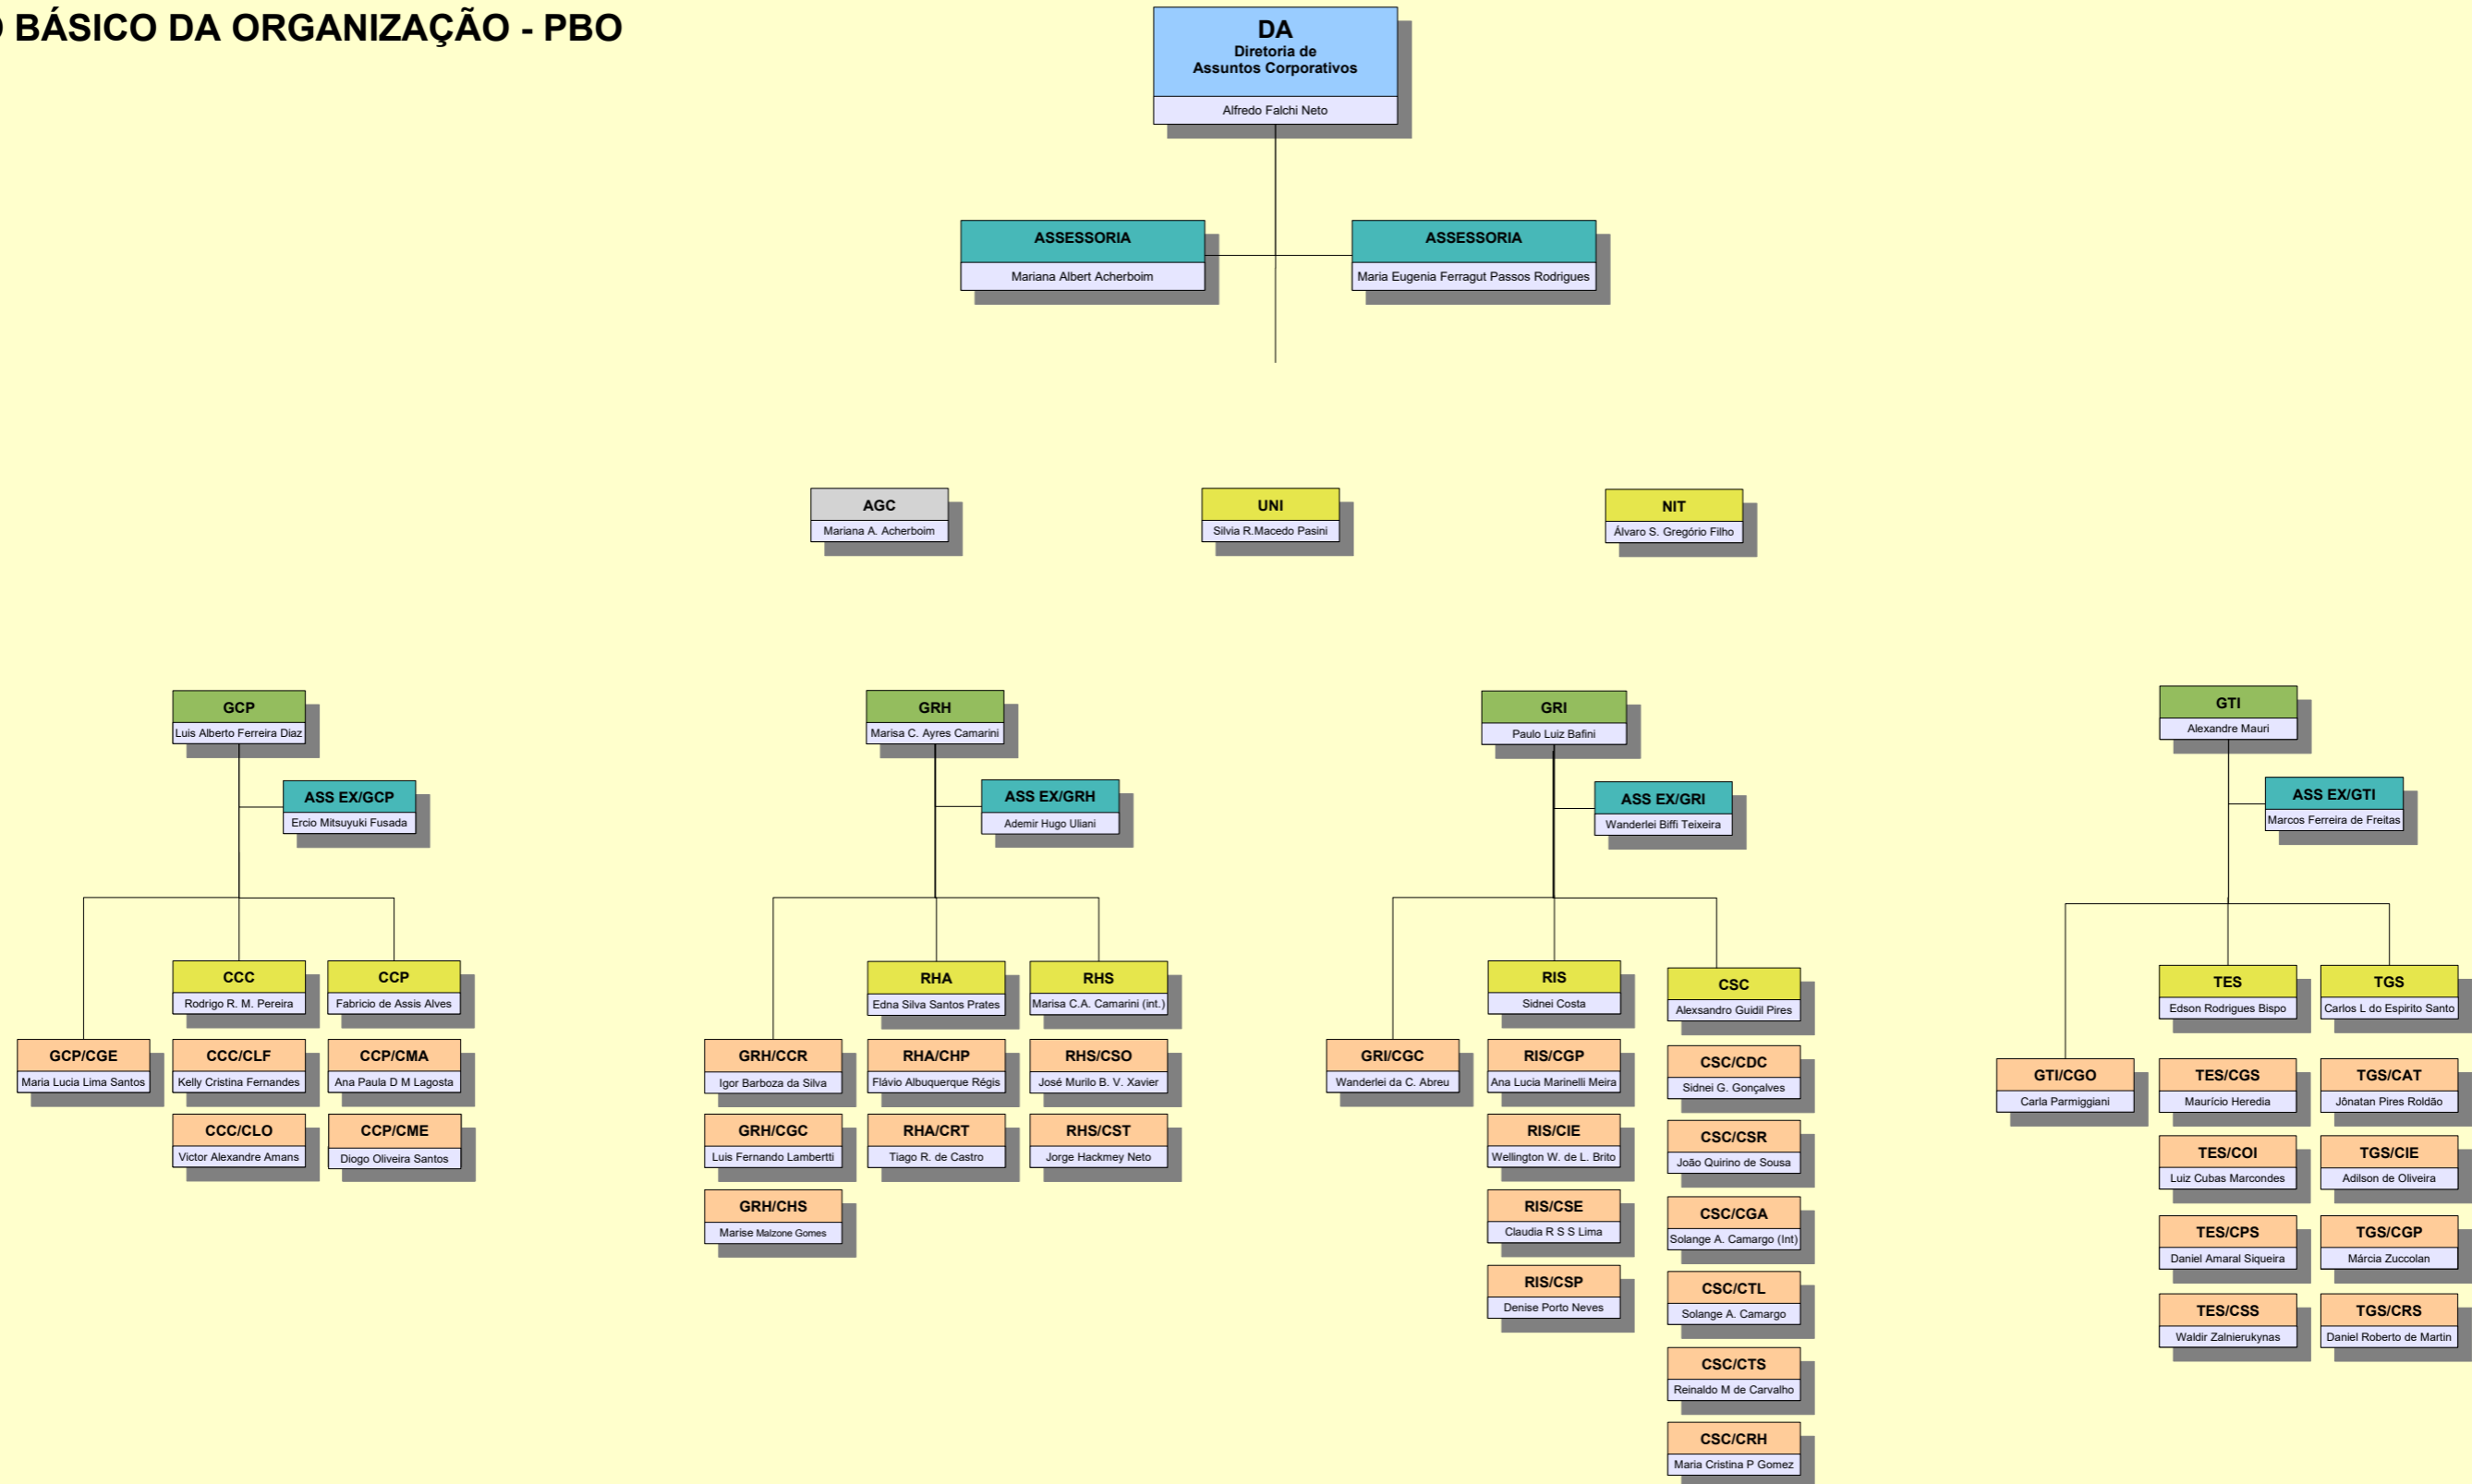 O BÁSICO DA ORGANIZAÇÃO - PBO
DA
Diretoria de
Assuntos Corporativos
Alfredo Falchi Neto
ASSESSORIA
Mariana Albert Acherboim
ASSESSORIA
Maria Eugenia Ferragut Passos Rodrigues
AGC
Mariana A. Acherboim
UNI
Silvia R.Macedo Pasini
NIT
Álvaro S. Gregório Filho
GCP
Luis Alberto Ferreira Diaz
ASS EX/GCP
Ercio Mitsuyuki Fusada
CCC
Rodrigo R. M. Pereira
CCP
Fabricio de Assis Alves
GCP/CGE
Maria Lucia Lima Santos
CCC/CLF
Kelly Cristina Fernandes
CCP/CMA
Ana Paula D M Lagosta
CCC/CLO
Victor Alexandre Amans
CCP/CME
Diogo Oliveira Santos
GRH
Marisa C. Ayres Camarini
ASS EX/GRH
Ademir Hugo Uliani
RHA
Edna Silva Santos Prates
RHS
Marisa C.A. Camarini (int.)
GRH/CCR
Igor Barboza da Silva
RHA/CHP
Flávio Albuquerque Régis
RHS/CSO
José Murilo B. V. Xavier
GRH/CGC
Luis Fernando Lambertti
RHA/CRT
Tiago R. de Castro
RHS/CST
Jorge Hackmey Neto
GRH/CHS
Marise Malzone Gomes
GRI
Paulo Luiz Bafini
ASS EX/GRI
Wanderlei Biffi Teixeira
RIS
Sidnei Costa
CSC
Alexsandro Guidil Pires
GRI/CGC
Wanderlei da C. Abreu
RIS/CGP
Ana Lucia Marinelli Meira
CSC/CDC
Sidnei G. Gonçalves
RIS/CIE
Wellington W. de L. Brito
CSC/CSR
João Quirino de Sousa
RIS/CSE
Claudia R S S Lima
CSC/CGA
Solange A. Camargo (Int)
RIS/CSP
Denise Porto Neves
CSC/CTL
Solange A. Camargo
CSC/CTS
Reinaldo M de Carvalho
CSC/CRH
Maria Cristina P Gomez
GTI
Alexandre Mauri
ASS EX/GTI
Marcos Ferreira de Freitas
TES
Edson Rodrigues Bispo
TGS
Carlos L do Espirito Santo
GTI/CGO
Carla Parmiggiani
TES/CGS
Maurício Heredia
TGS/CAT
Jônatan Pires Roldão
TES/COI
Luiz Cubas Marcondes
TGS/CIE
Adilson de Oliveira
TES/CPS
Daniel Amaral Siqueira
TGS/CGP
Márcia Zuccolan
TES/CSS
Waldir Zalnierukynas
TGS/CRS
Daniel Roberto de Martin